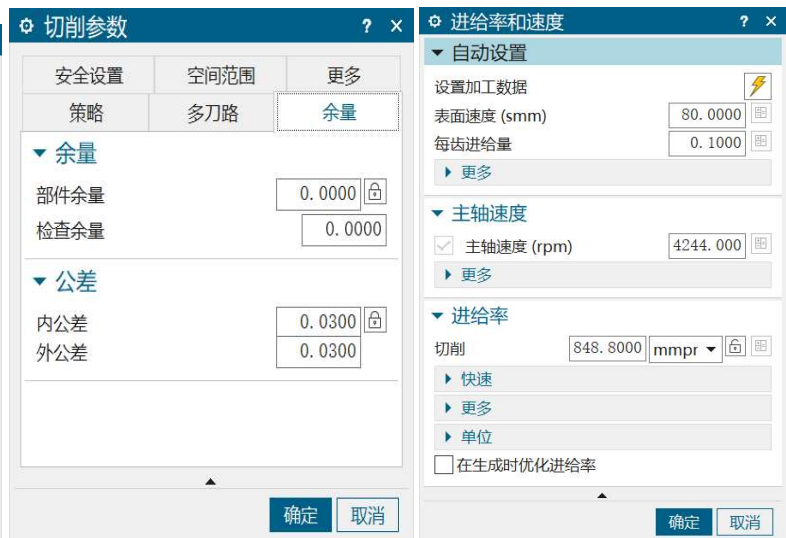 切削参数
? ×
安全设置 空间范围 更多
策略 多刀路 余量
余量
部件余量 0.0000
检查余量 0.0000
公差
内公差 0.0300
外公差 0.0300
确定 取消
进给率和速度
? ×
自动设置
设置加工数据
表面速度 (smm) 80.0000
每齿进给量 0.1000
更多
主轴速度
主轴速度 (rpm) 4244.000
更多
进给率
切削 848.8000 mmpr
快速
更多
单位
在生成时优化进给率
确定 取消